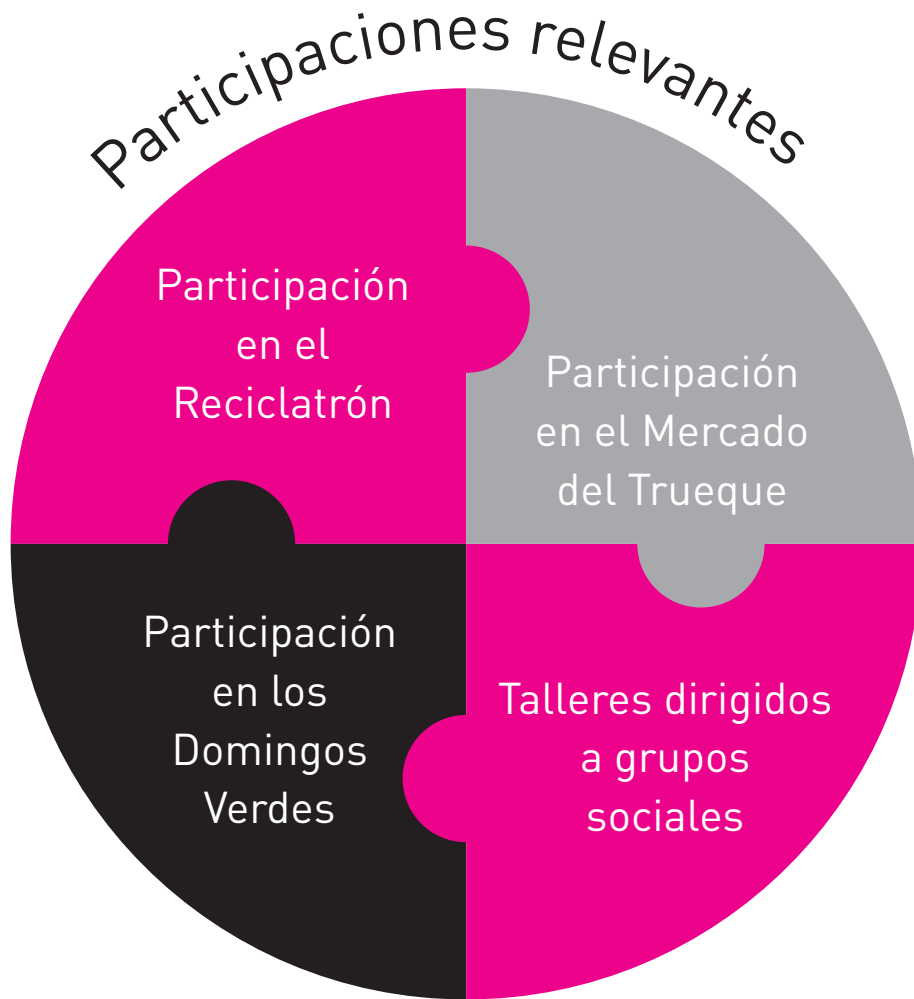 Participaciones relevantes
Participación
en el
Reciclatrón
Participación
en el Mercado
del Trueque
Participación
en los
Domingos
Verdes
Talleres dirigidos
a grupos
sociales